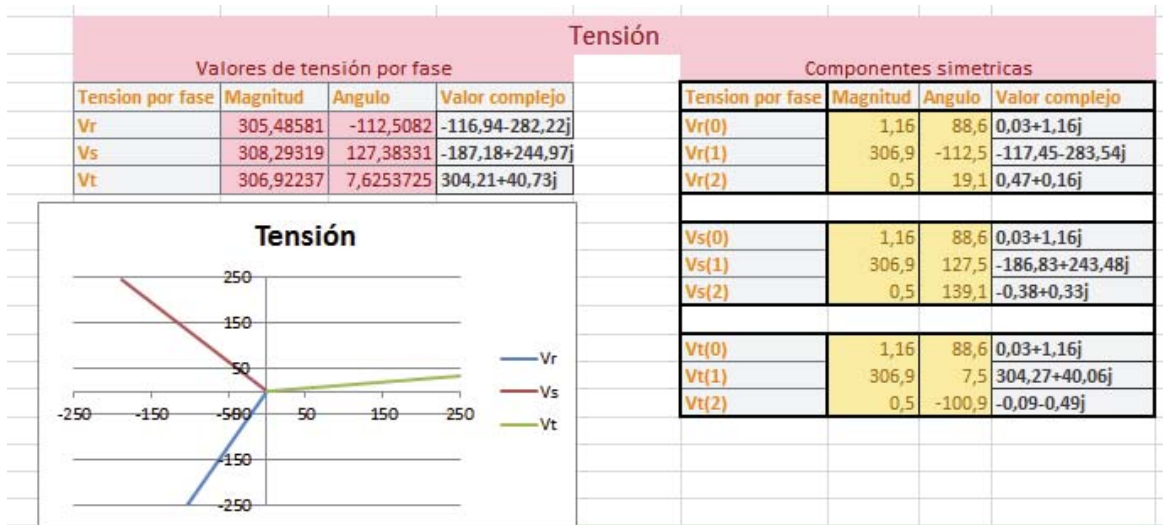 Tensión
Valores de tensión por fase
Tension por fase Magnitud Angulo Valor complejo
Vr 305,48581 -112,5082 -116,94-282,22j
Vs 308,29319 127,38331 -187,18+244,97j
Vt 306,92237 7,6253725 304,21+40,73j
Componentes simetricas
Tension por fase Magnitud Angulo Valor complejo
Vr(0) 1,16 88,6 0,03+1,16j
Vr(1) 306,9 -112,5 -117,45-283,54j
Vr(2) 0,5 19,1 0,47+0,16j
Vs(0) 1,16 88,6 0,03+1,16j
Vs(1) 306,9 127,5 -186,83+243,48j
Vs(2) 0,5 139,1 -0,38+0,33j
Vt(0) 1,16 88,6 0,03+1,16j
Vt(1) 306,9 7,5 304,27+40,06j
Vt(2) 0,5 -100,9 -0,09-0,49j
Tensión
250
150
50
-250 -150 -50 50 150 250
-150
-250
Vr
Vs
Vt